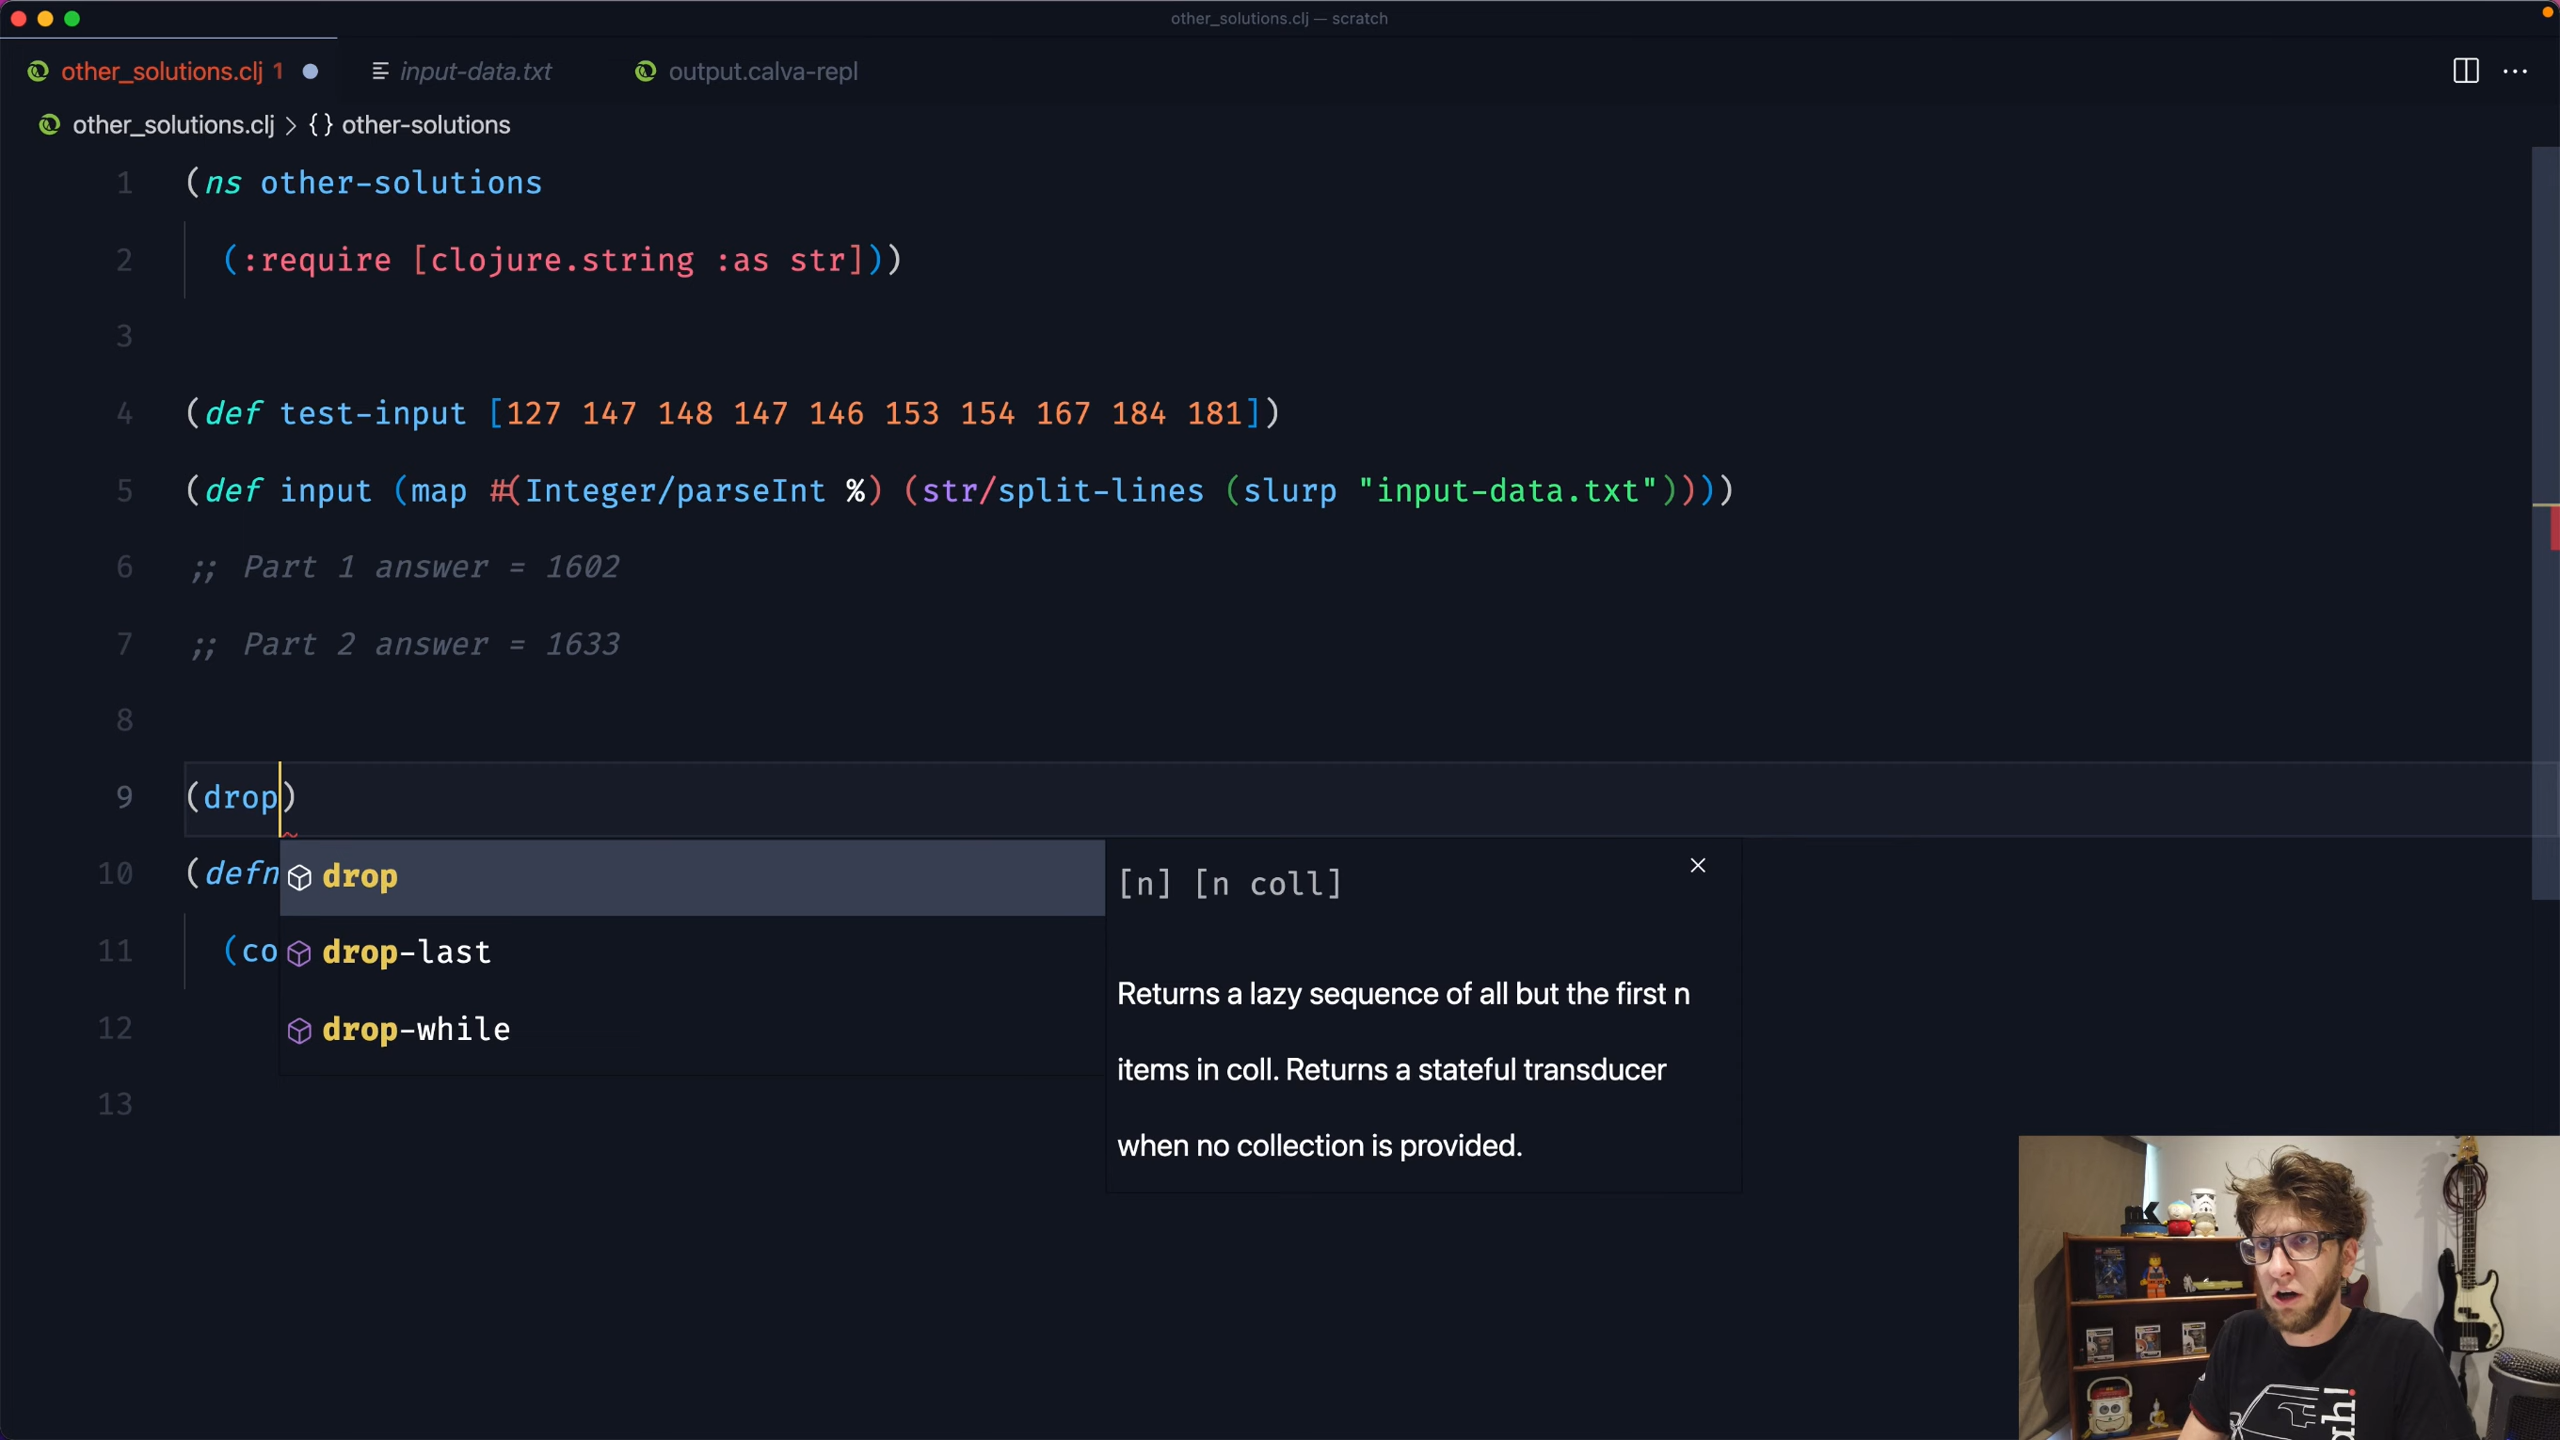 other_solutions.clj — scratch
other_solutions.clj 1
input-data.txt
output.calva-repl
other_solutions.clj > {} other-solutions
1 (ns other-solutions
2 (:require [clojure.string :as str]))
3
4 (def test-input [127 147 148 147 146 153 154 167 184 181])
5 (def input (map #(Integer/parseInt %) (str/split-lines (slurp "input-data.txt"))))
6 ;; Part 1 answer = 1602
7 ;; Part 2 answer = 1633
8
9 (drop)
10 (defn
11 (co
12
13
drop
drop-last
drop-while
[n] [n coll]
Returns a lazy sequence of all but the first n
items in coll. Returns a stateful transducer
when no collection is provided.
ah!